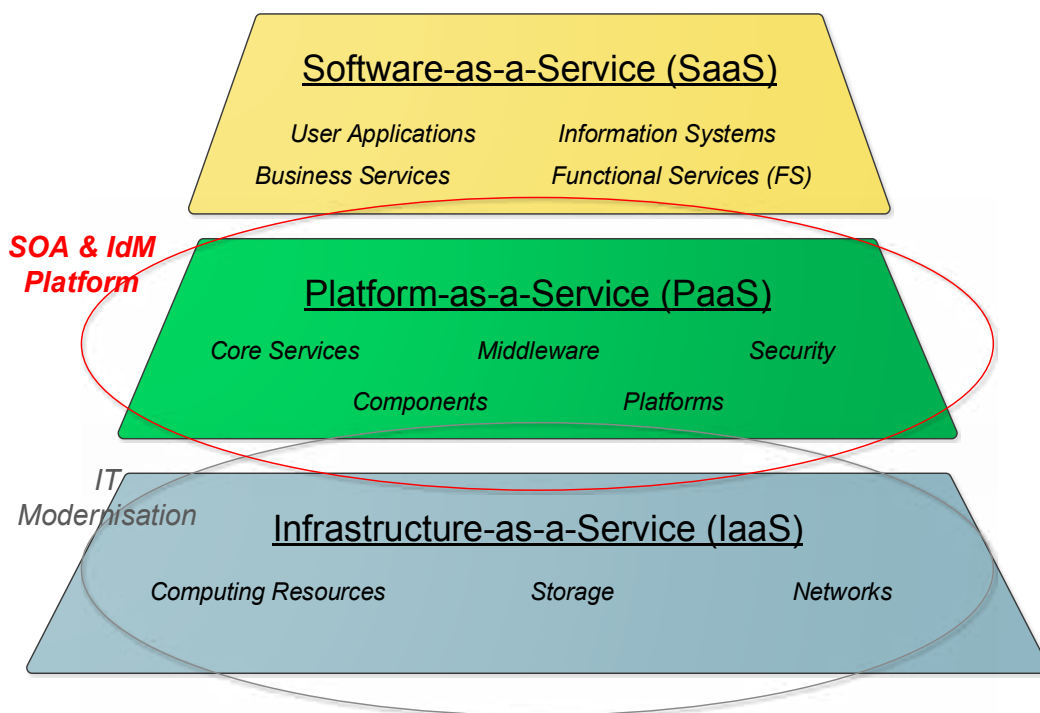 Software-as-a-Service (SaaS)
User Applications Information Systems
Business Services Functional Services (FS)
SOA & IdM
Platform
Platform-as-a-Service (PaaS)
Core Services Middleware Security
Components Platforms
IT
Modernisation
Infrastructure-as-a-Service (IaaS)
Computing Resources Storage Networks